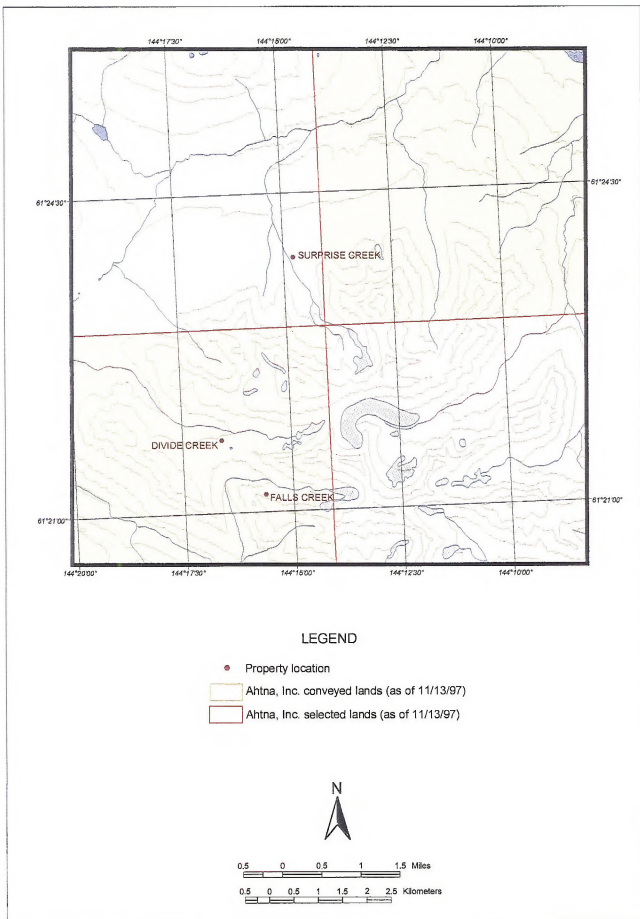 144°17'30"
144°15'00"
144°12'30"
144°10'00"
61°24'30"
61°24'30"
SURPRISE CREEK
DIVIDE CREEK
FALLS CREEK
61°21'00"
61°21'00"
144°20'00"
144°17'30"
144°15'00"
144°12'30"
144°10'00"
LEGEND
Property location
Ahtna, Inc. conveyed lands (as of 11/13/97)
Ahtna, Inc. selected lands (as of 11/13/97)
N
0.5 0 0.5 1 1.5 Miles
0.5 0 0.5 1 1.5 2 2.5 Kilometers